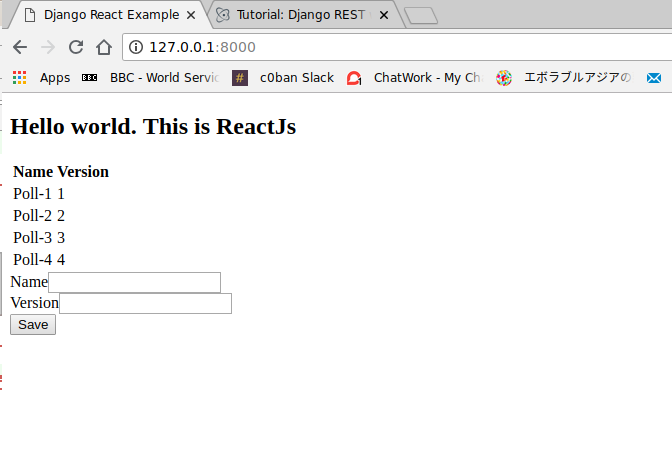 Django React Example
Tutorial: Django REST
127.0.0.1:8000
Apps BBC BBC - World Servic # c0ban Slack 1 ChatWork - My Ch エボラブルアジアの
Hello world. This is ReactJs
Name Version
Poll-1 1
Poll-2 2
Poll-3 3
Poll-4 4
Name
Version
Save